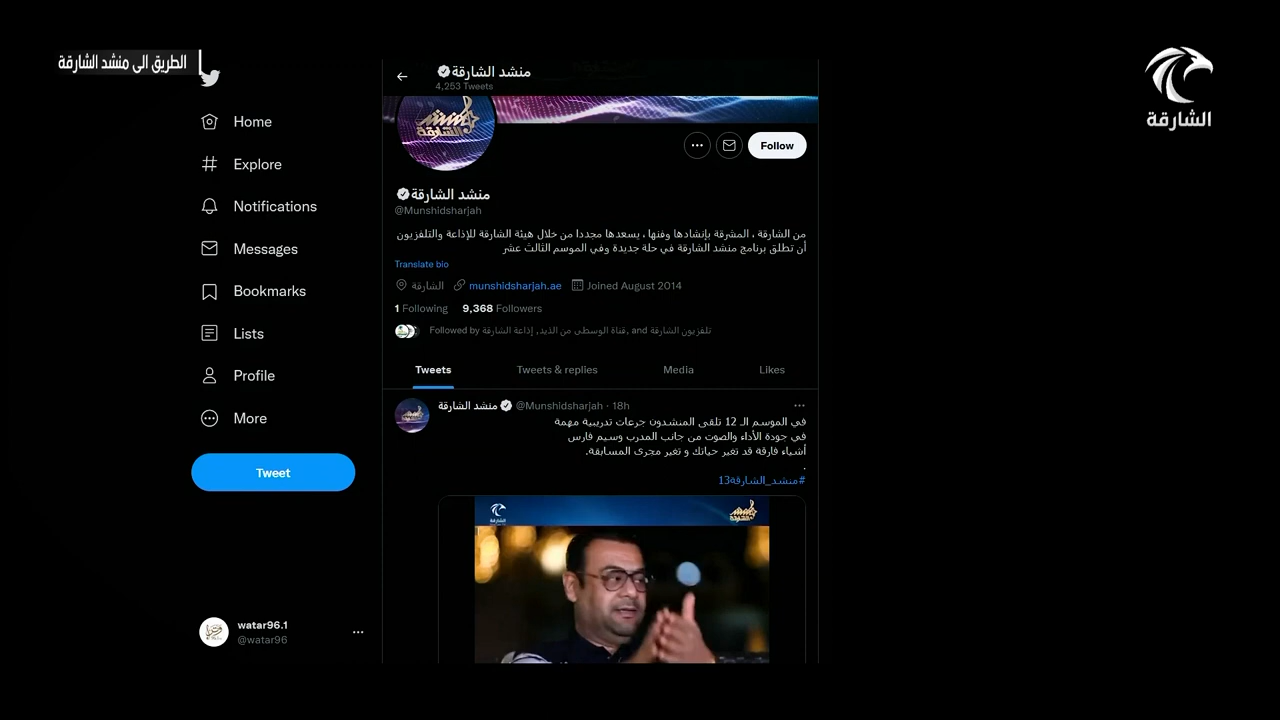 الطريق الى منشد الشارقة
الشارقة
Home
Explore
Notifications
Messages
Bookmarks
Lists
Profile
More
Tweet
watar96.1
@watar96
منشد الشارقة
4,253 Tweets
منشد الشارقة
Follow
منشد الشارقة
@Munshidsharjah
من الشارقة ، المشرقة بإنشادها وفنها ، يسعدها مجددا من خلال هيئة الشارقة للإذاعة والتلفزيون
أن تطلق برنامج منشد الشارقة في حلة جديدة وفي الموسم الثالث عشر
Translate bio
الشارقة munshidsharjah.ae Joined August 2014
1 Following 9,368 Followers
Followed by تلفزيون الشارقة and ,قناة الوسطى من الذيد, إذاعة الشارقة
Tweets Tweets & replies Media Likes
منشد الشارقة @Munshidsharjah · 18h
في الموسم الـ 12 تلقى المنشدون جرعات تدريبية مهمة
في جودة الأداء والصوت من جانب المدرب وسيم فارس
أشياء فارقة قد تغير حياتك و تغير مجرى المسابقة.
.
#منشد_الشارقة13
الشارقة
منشد الشارقة